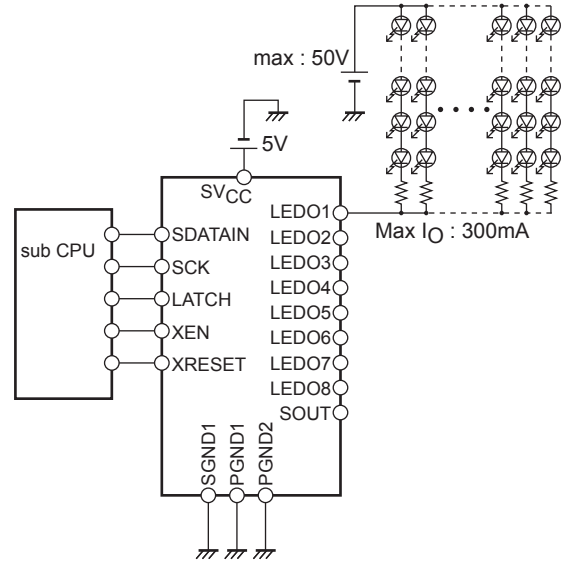 max : 50V
5V
SVCC
LEDO1
LEDO2
Max IO : 300mA
sub CPU
SDATAIN
LEDO3
SCK
LEDO4
LATCH
LEDO5
XEN
LEDO6
XRESET
LEDO7
LEDO8
SOUT
SGND1
PGND1
PGND2